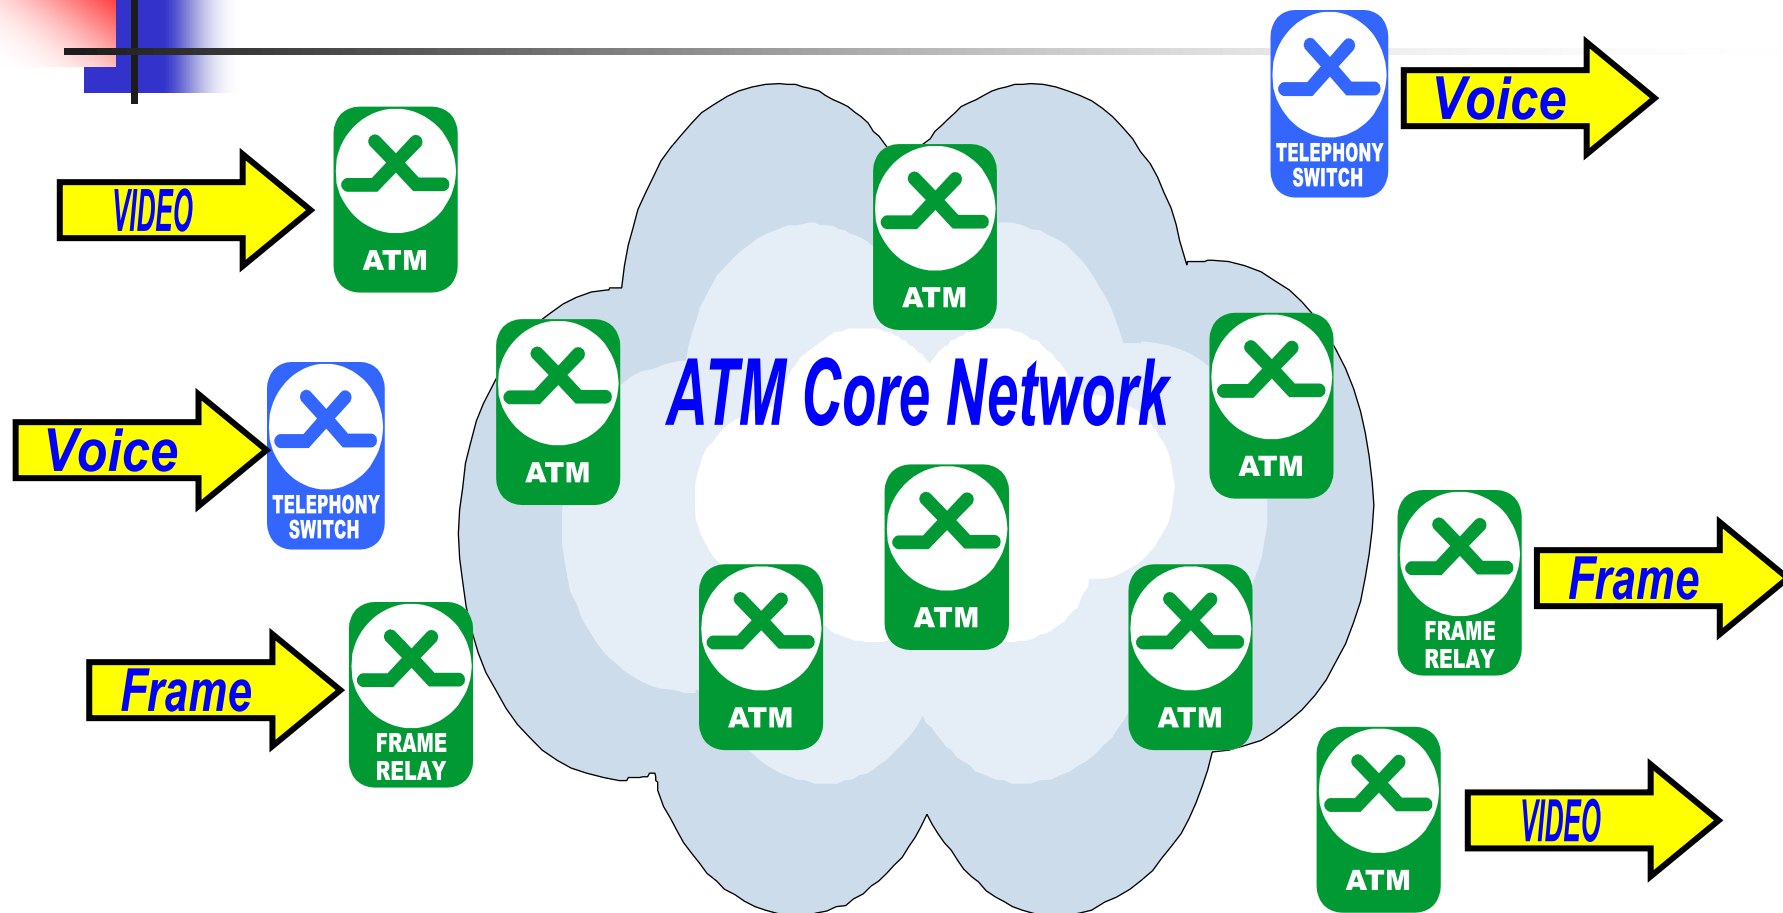 TELEPHONY
SWITCH
Voice
VIDEO
ATM
ATM
ATM Core Network
Voice
TELEPHONY
SWITCH
ATM
ATM
Frame
FRAME
RELAY
ATM
ATM
ATM
FRAME
RELAY
Frame
ATM
VIDEO